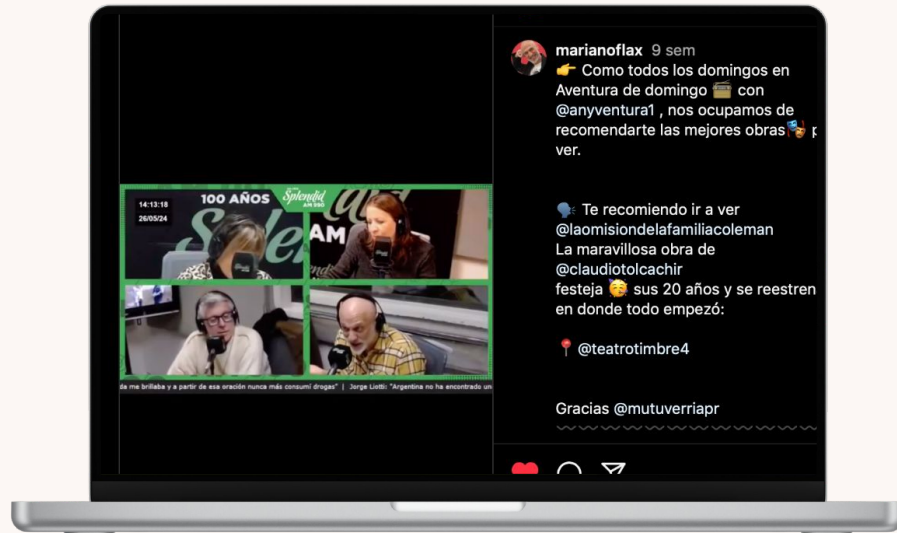 marianoflax 9 sem
👉 Como todos los domingos en
Aventura de domingo 📻 con
@anyventura1 , nos ocupamos de
recomendarte las mejores obras🎭 p
ver.
🗣️ Te recomiendo ir a ver
@laomisiondelafamiliacoleman
La maravillosa obra de
@claudiotolcachir
festeja 🥳 sus 20 años y se reestren
en donde todo empezó:
📍 @teatrotimbre4
Gracias @mutuverriapr
14:13:18
26/05/24
100 AÑOS
Splendid
AM 990
AM
da me brillaba y a partir de esa oración nunca más consumí drogas" | Jorge Liotti: "Argentina no ha encontrado un